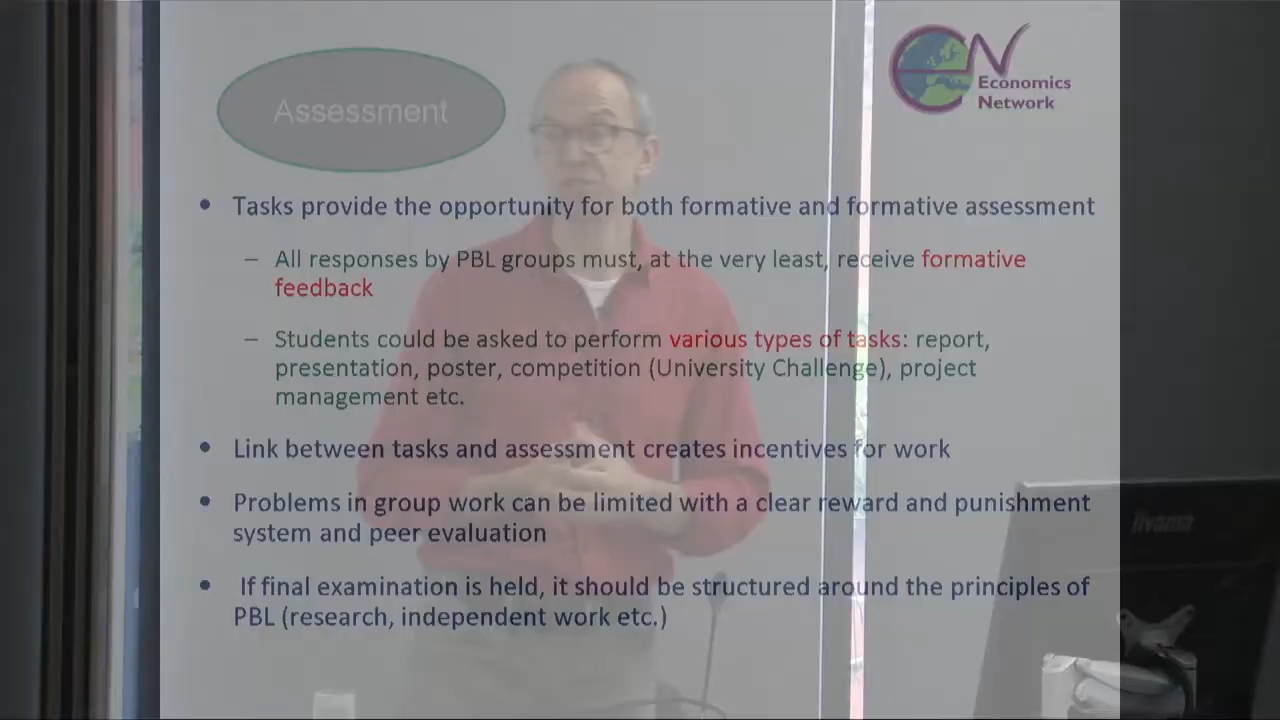 Assessment
Economics
Network
• Tasks provide the opportunity for both formative and formative assessment
– All responses by PBL groups must, at the very least, receive formative
feedback
– Students could be asked to perform various types of tasks: report,
presentation, poster, competition (University Challenge), project
management etc.
• Link between tasks and assessment creates incentives for work
• Problems in group work can be limited with a clear reward and punishment
system and peer evaluation
• If final examination is held, it should be structured around the principles of
PBL (research, independent work etc.)
iiyama